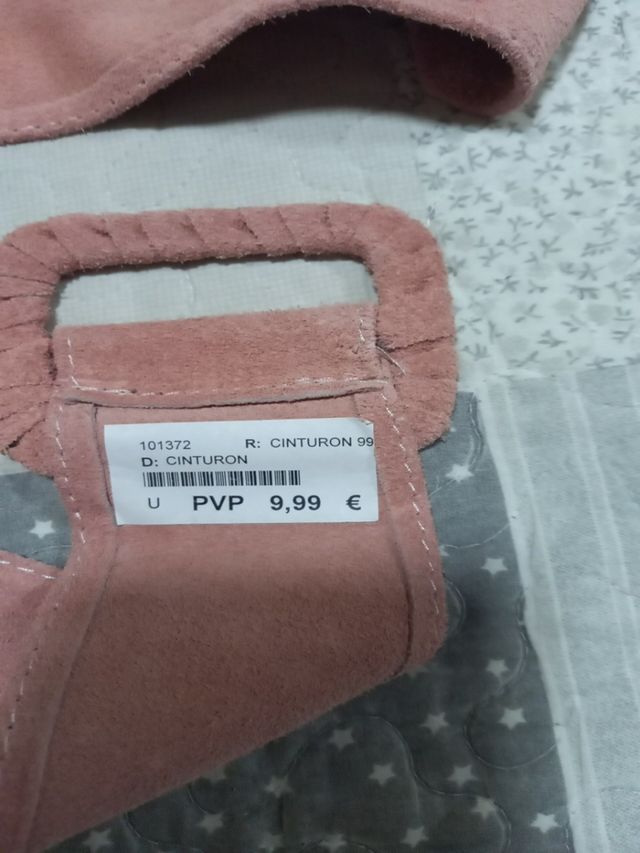 101372 R: CINTURON 99
D: CINTURON
U PVP 9,99 €